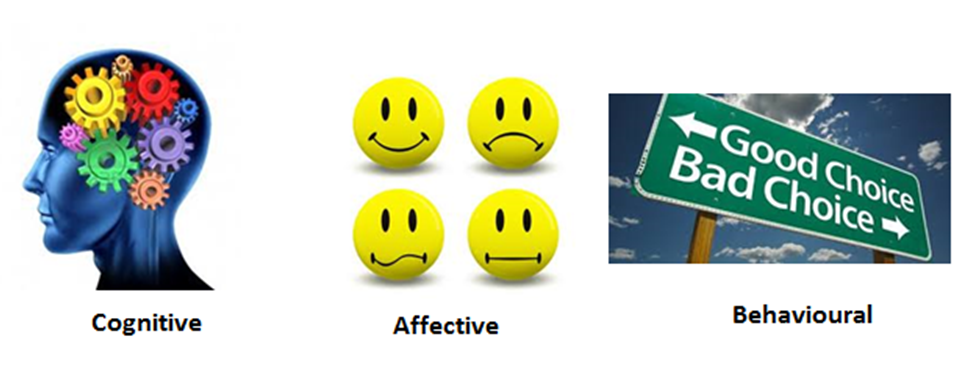 Good Choice
Bad Choice
Cognitive
Affective
Behavioural